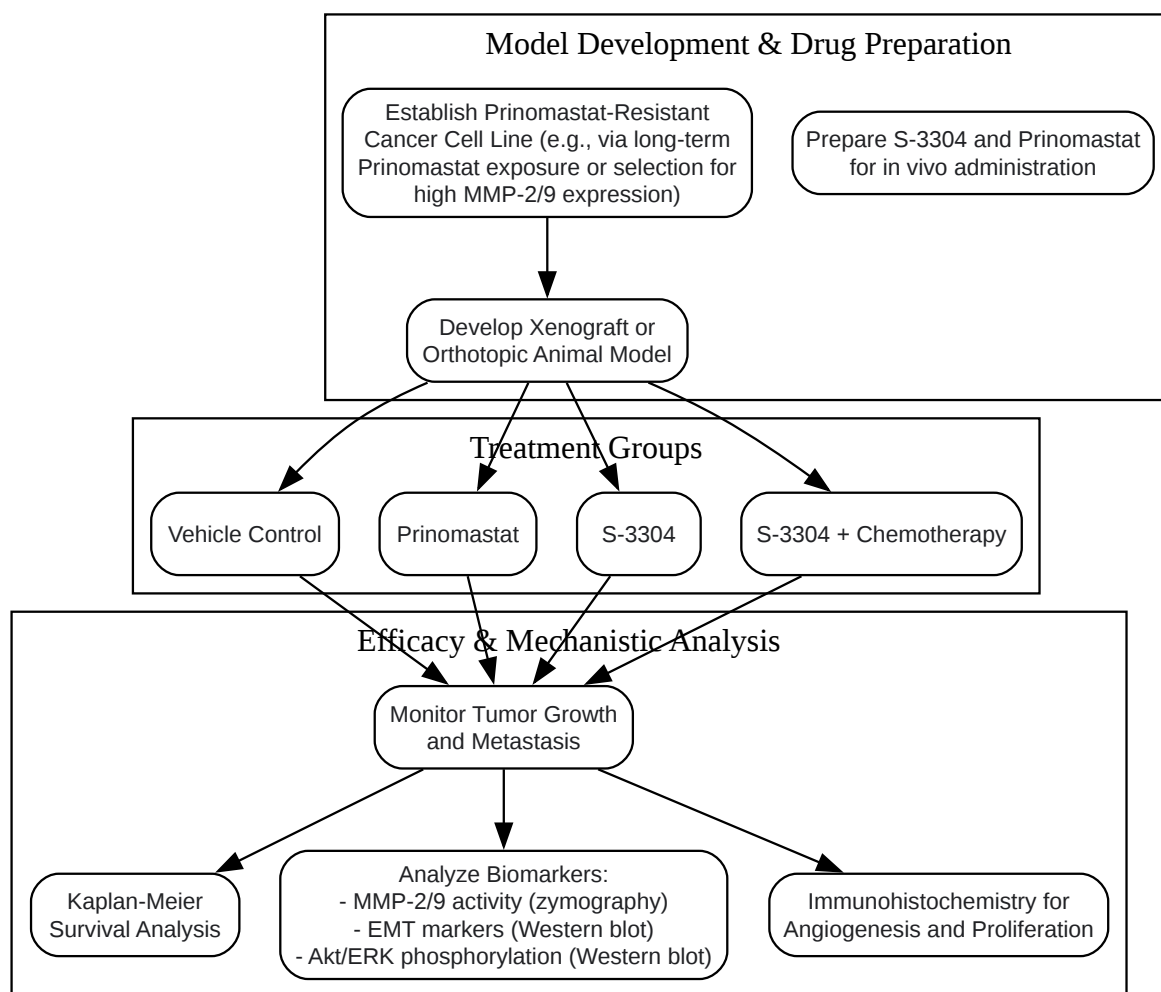 Model Development & Drug Preparation
Establish Prinomastat-Resistant
Cancer Cell Line (e.g., via long-term
Prinomastat exposure or selection for
high MMP-2/9 expression)
Prepare S-3304 and Prinomastat
for in vivo administration
Develop Xenograft or
Orthotopic Animal Model
Treatment Groups
Vehicle Control
Prinomastat
S-3304
S-3304 + Chemotherapy
Efficacy & Mechanistic Analysis
Monitor Tumor Growth
and Metastasis
Kaplan-Meier
Survival Analysis
Analyze Biomarkers:
- MMP-2/9 activity (zymography)
- EMT markers (Western blot)
- Akt/ERK phosphorylation (Western blot)
Immunohistochemistry for
Angiogenesis and Proliferation